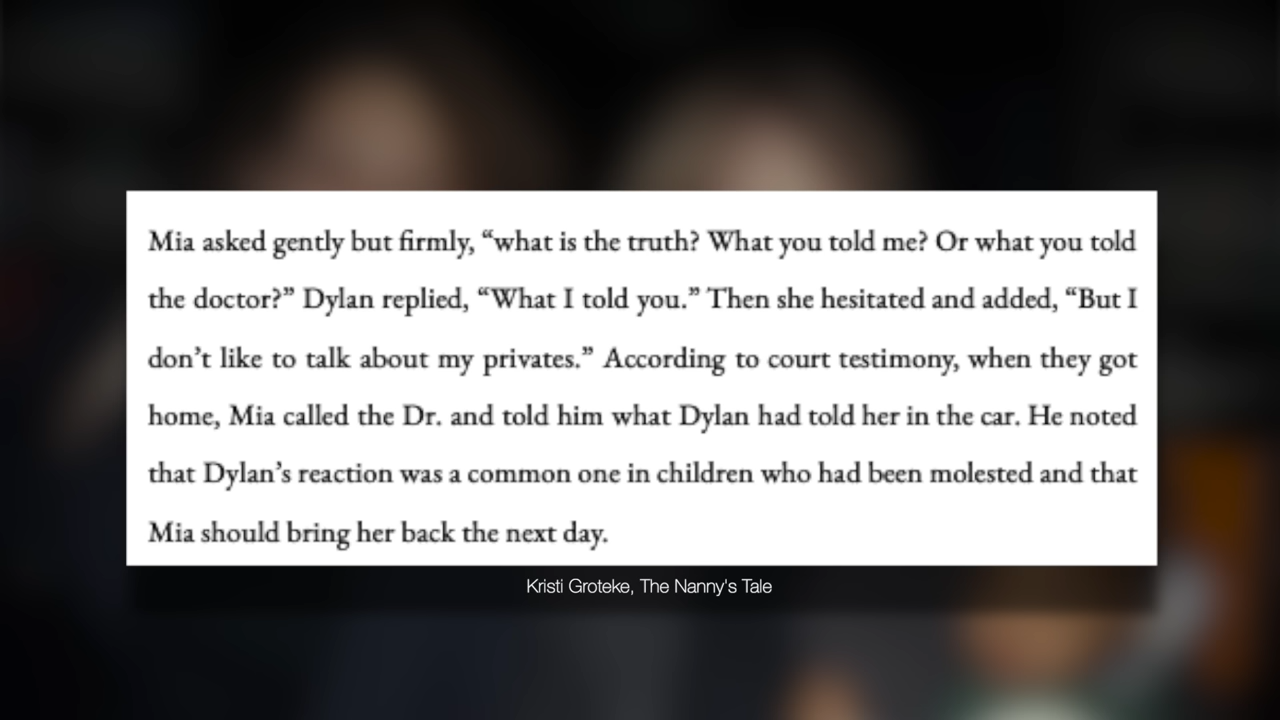 Mia asked gently but firmly, “what is the truth? What you told me? Or what you told
the doctor?” Dylan replied, “What I told you.” Then she hesitated and added, “But I
don’t like to talk about my privates.” According to court testimony, when they got
home, Mia called the Dr. and told him what Dylan had told her in the car. He noted
that Dylan’s reaction was a common one in children who had been molested and that
Mia should bring her back the next day.
Kristi Groteke, The Nanny's Tale